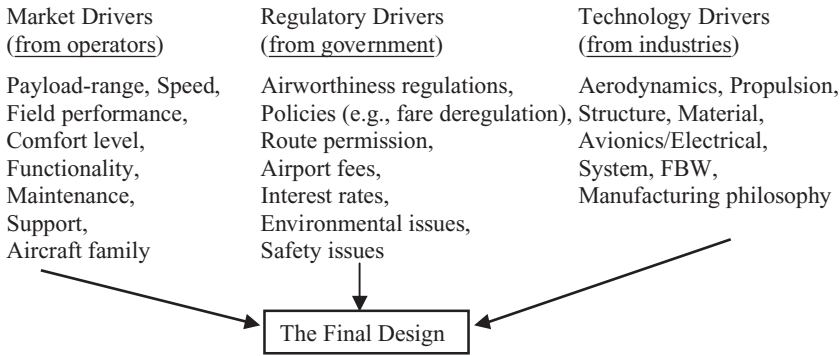 Market Drivers
(from operators)
Payload-range, Speed,
Field performance,
Comfort level,
Functionality,
Maintenance,
Support,
Aircraft family
Regulatory Drivers
(from government)
Airworthiness regulations,
Policies (e.g., fare deregulation),
Route permission,
Airport fees,
Interest rates,
Environmental issues,
Safety issues
Technology Drivers
(from industries)
Aerodynamics, Propulsion,
Structure, Material,
Avionics/Electrical,
System, FBW,
Manufacturing philosophy
The Final Design